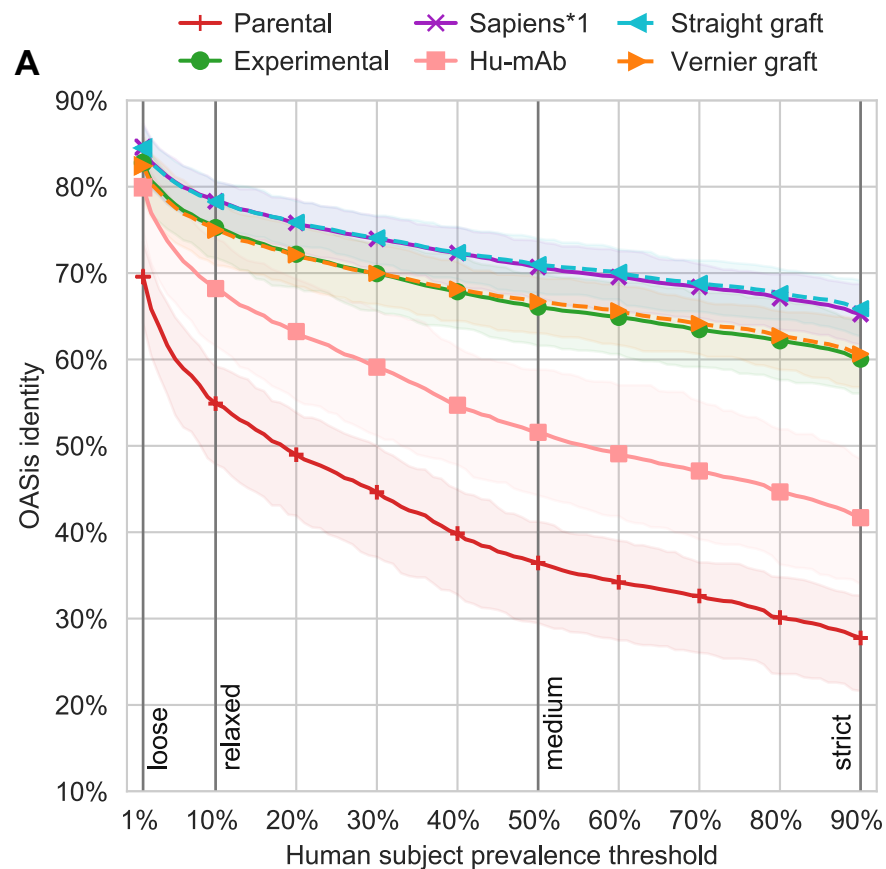 Parental Sapiens*1 Straight graft
A Experimental Hu-mAb Vernier graft
90%
80%
70%
60%
50%
40%
30%
20%
10%
OASis identity
loose
relaxed
medium
strict
1% 10% 20% 30% 40% 50% 60% 70% 80% 90%
Human subject prevalence threshold